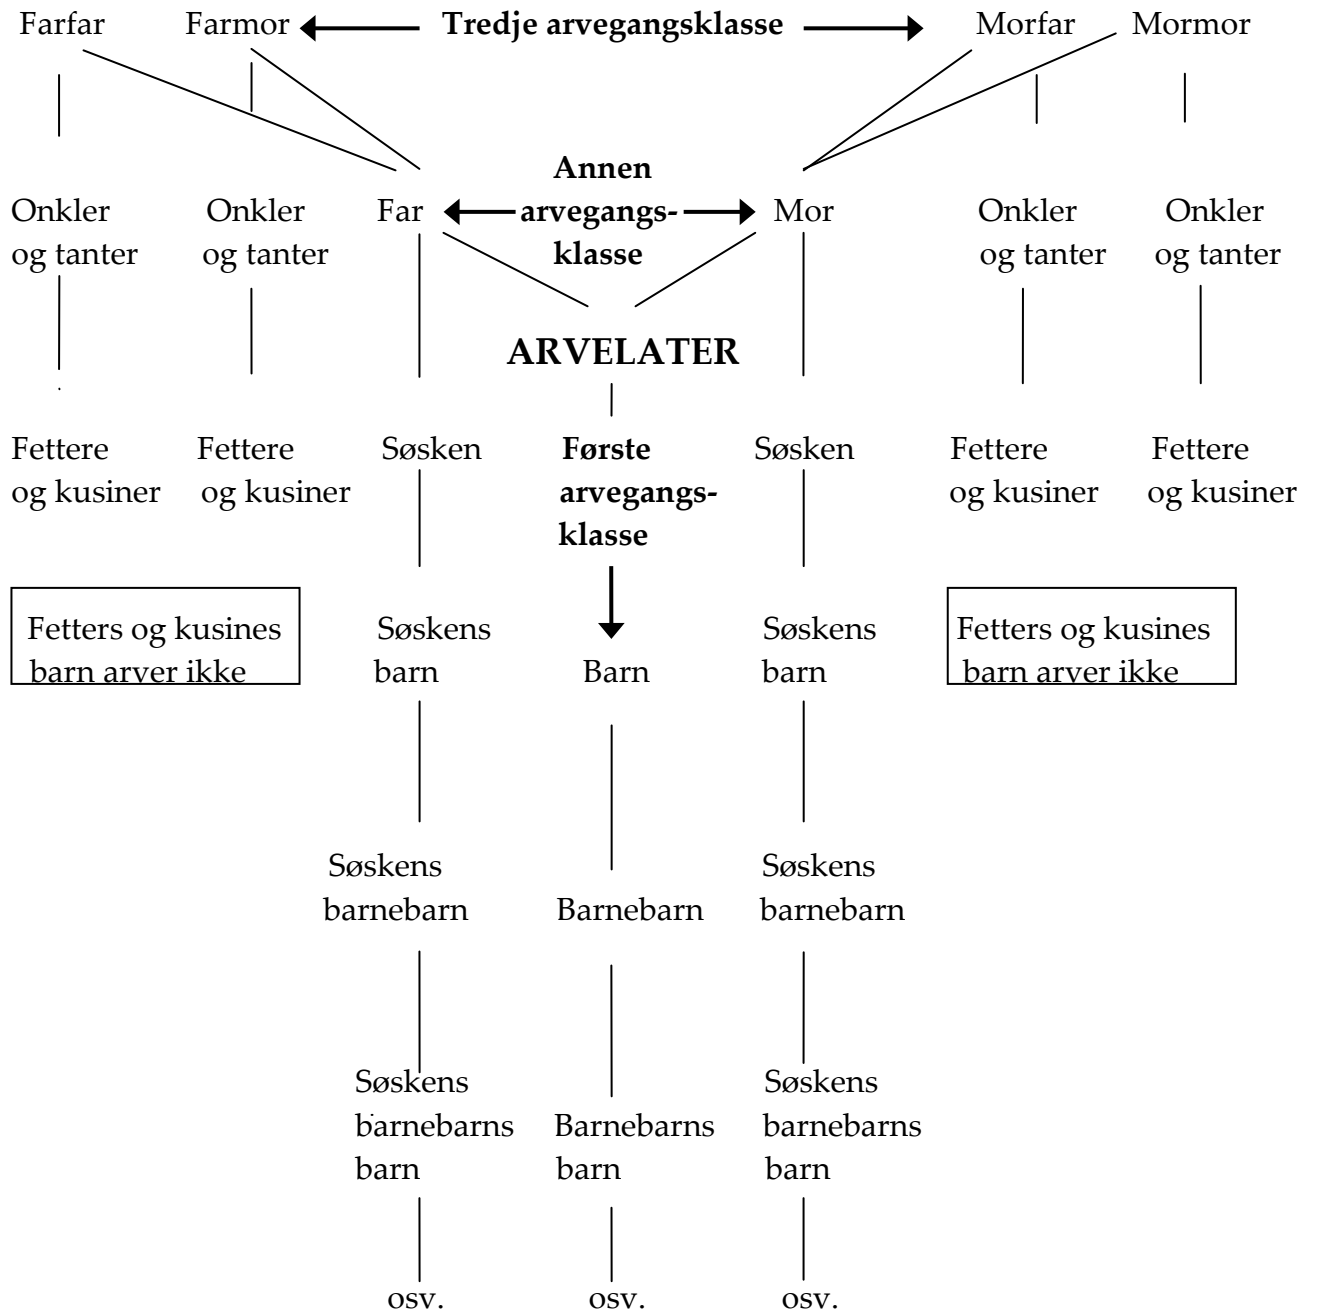 Farfar Farmor Tredje arvegangsklasse Morfar Mormor
Annen
Onkler Onkler Far arvegangs- Mor Onkler Onkler
og tanter og tanter klasse og tanter og tanter
ARVELATER
Fettere Fettere Søsken Første Søsken Fettere Fettere
og kusiner og kusiner arvegangs- og kusiner og kusiner
klasse
Fetters og kusines Søskens Søskens Fetters og kusines
barn arver ikke barn Barn barn barn arver ikke
Søskens Søskens
barnebarn Barnebarn barnebarn
Søskens Søskens
barnebarns Barnebarns barnebarns
barn barn barn
osv. osv. osv.